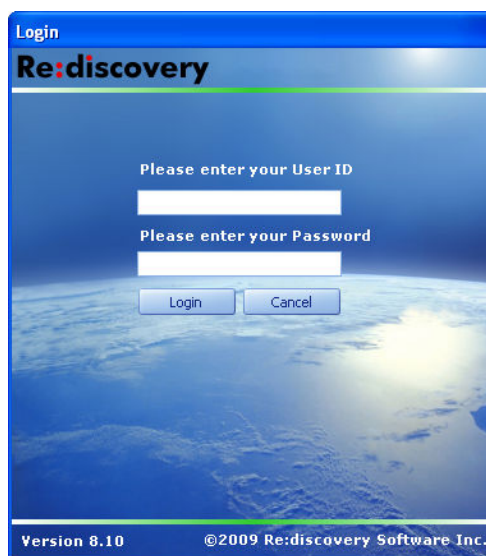 Login
Re:discovery
Please enter your User ID
Please enter your Password
Login Cancel
Version 8.10 ©2009 Re:discovery Software Inc.